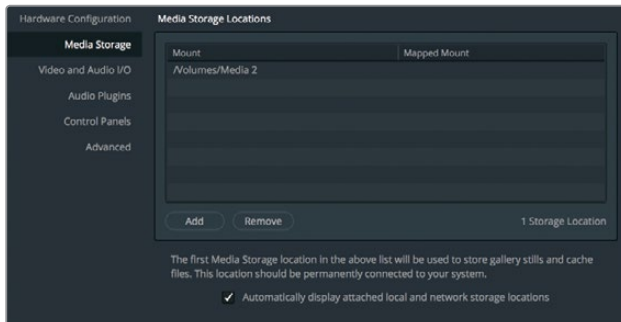 Hardware Configuration
Media Storage
Video and Audio I/O
Audio Plugins
Control Panels
Advanced
Media Storage Locations
Mount Mapped Mount
/Volumes/Media 2
Add Remove 1 Storage Location
The first Media Storage location in the above list will be used to store gallery stills and cache
files. This location should be permanently connected to your system.
✓ Automatically display attached local and network storage locations